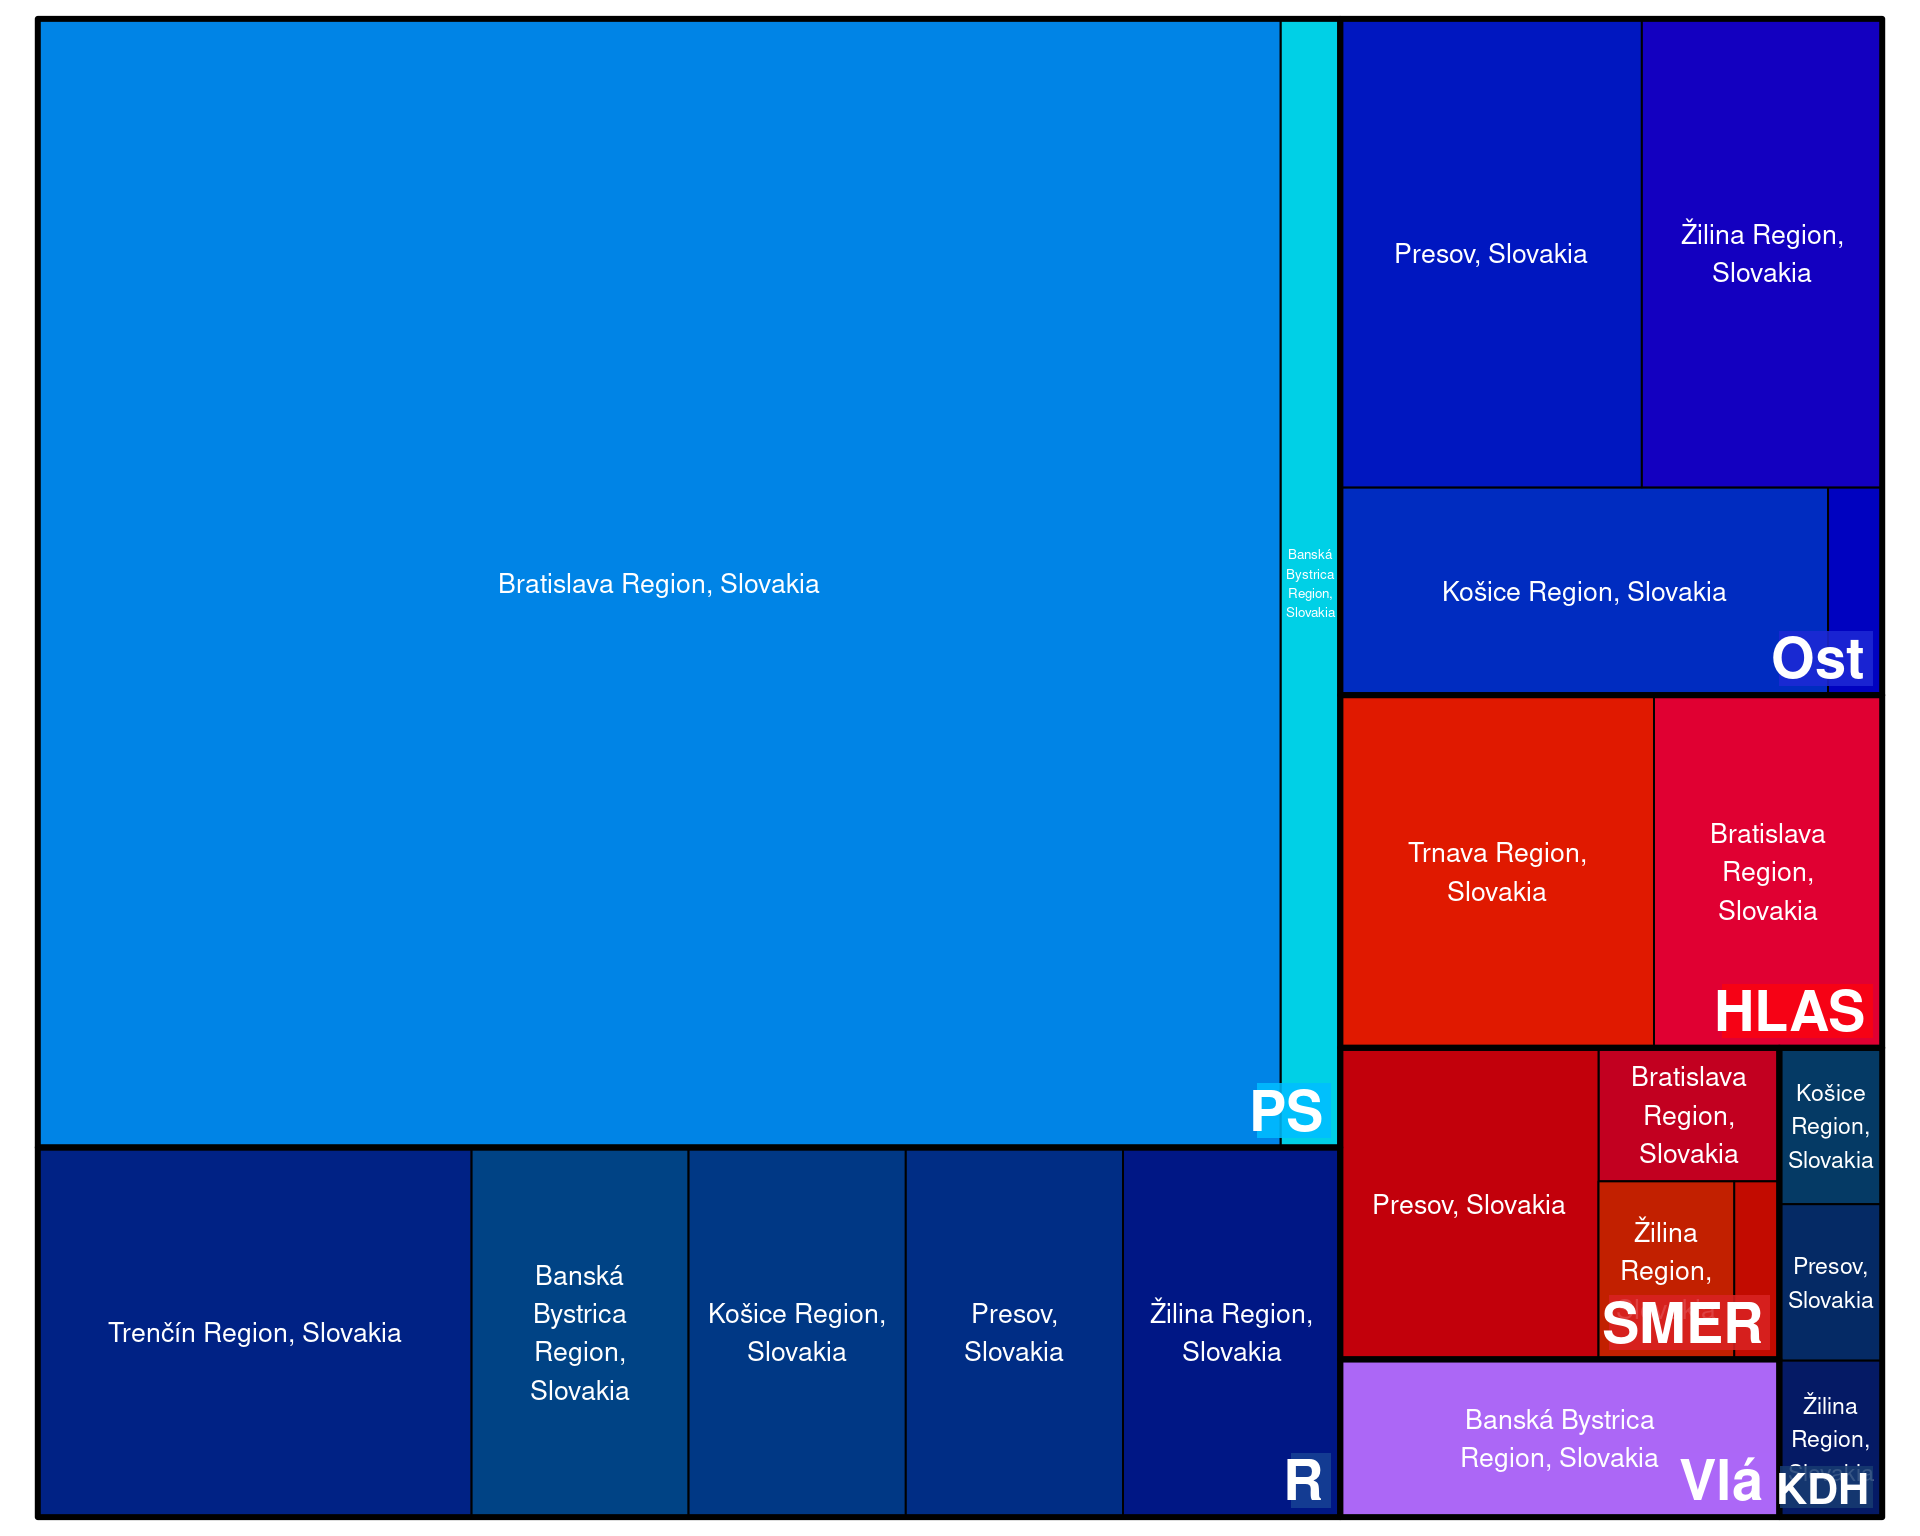 Bratislava Region, Slovakia
Banská
Bystrica
Region,
Slovakia
PS
Trenčín Region, Slovakia
Banská
Bystrica
Region,
Slovakia
Košice Region,
Slovakia
Presov,
Slovakia
Žilina Region,
Slovakia
R
Presov, Slovakia
Žilina Region,
Slovakia
Košice Region, Slovakia
Ost
Trnava Region,
Slovakia
Bratislava
Region,
Slovakia
HLAS
Presov, Slovakia
Bratislava
Region,
Slovakia
Žilina
Region,
SMER
Banská Bystrica
Region, Slovakia
Vlá
Košice
Region,
Slovakia
Presov,
Slovakia
Žilina
Region,
Slovakia
KDH